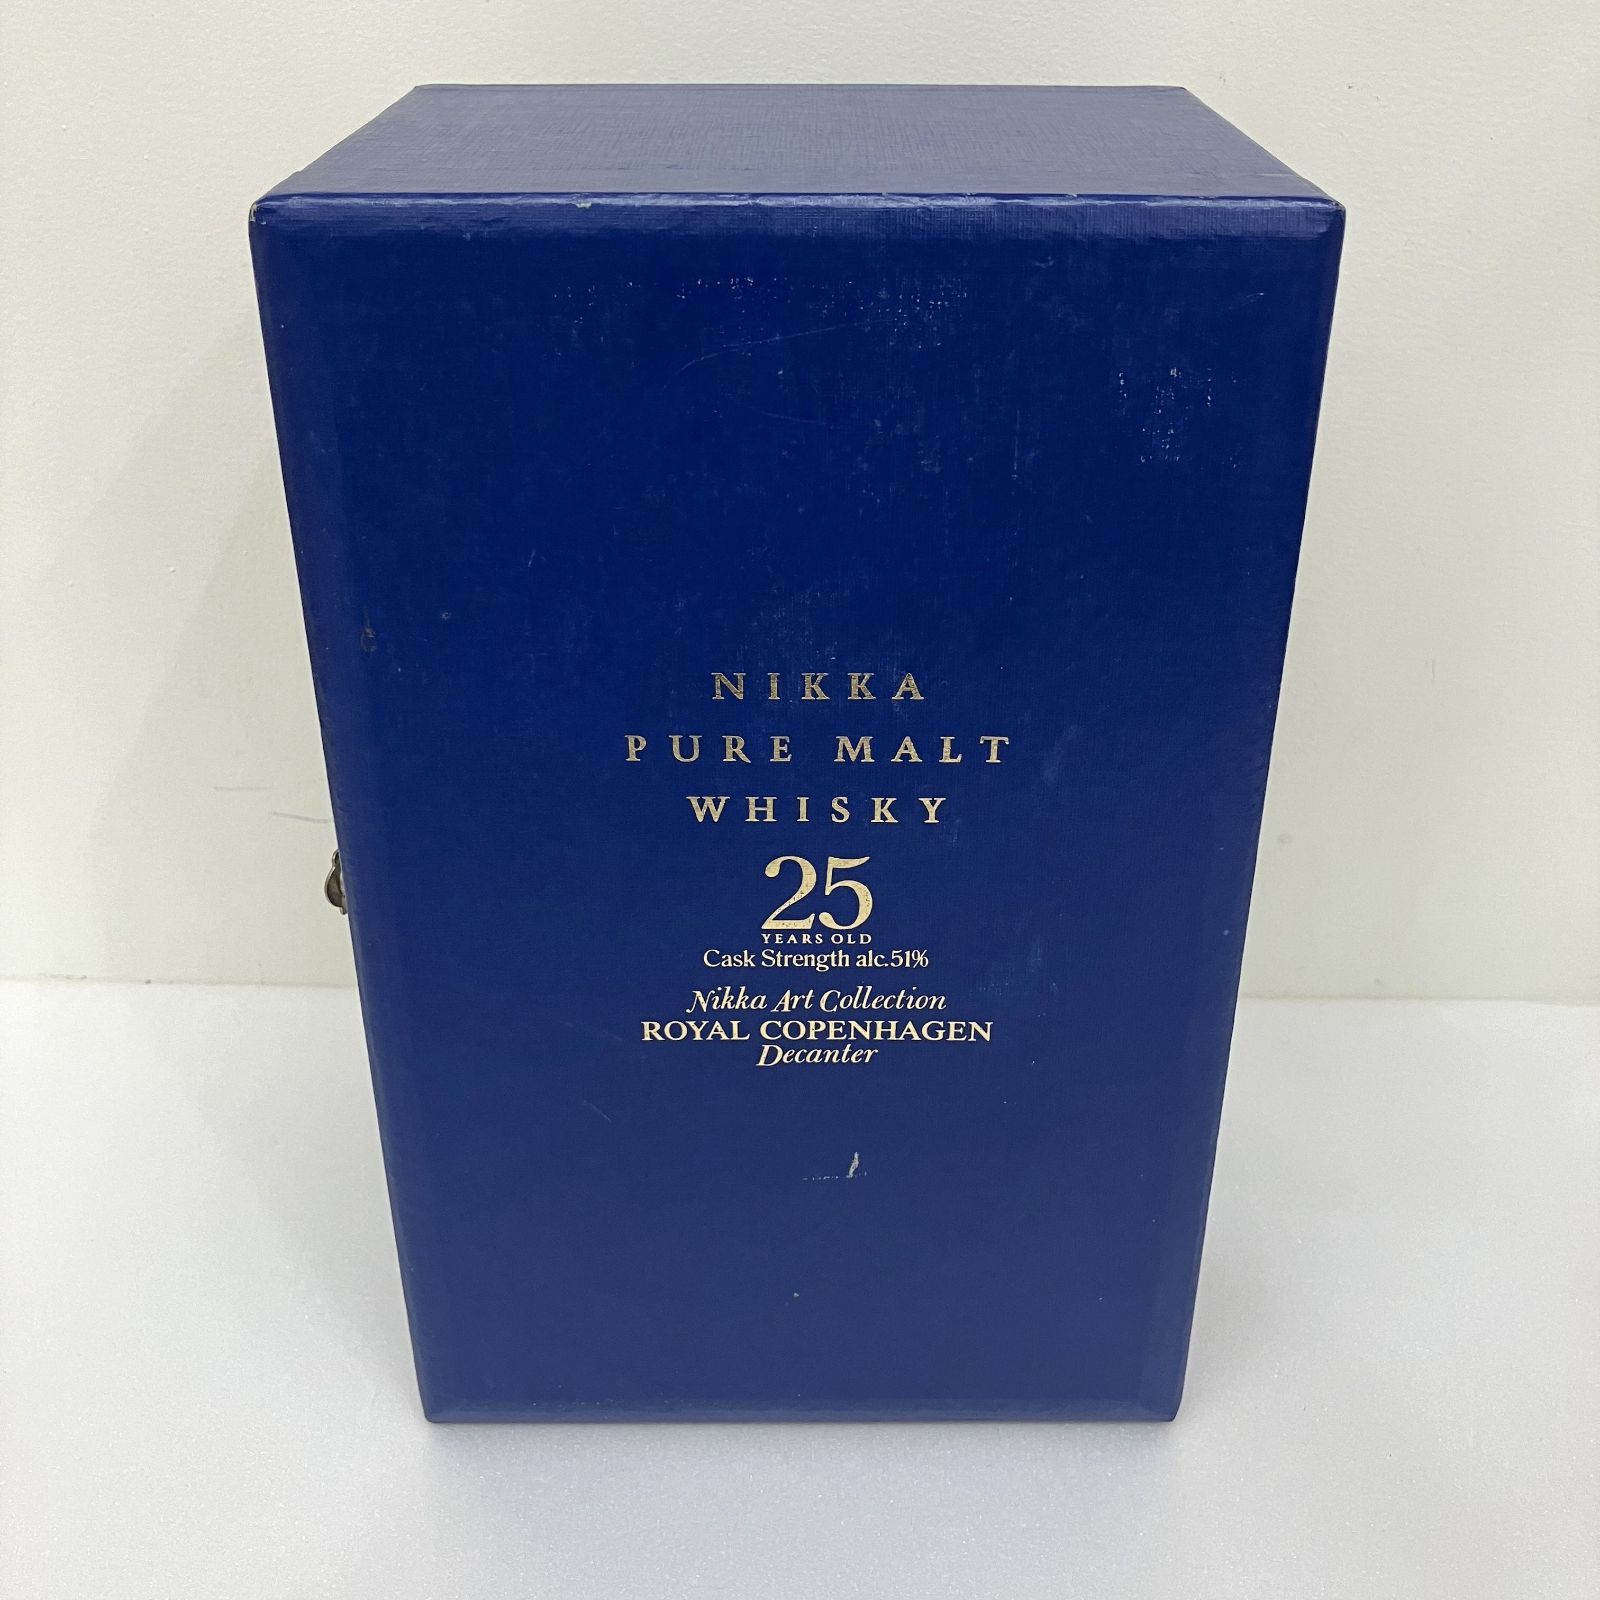 NIKKA
PURE MALT
WHISKY
25
YEARS OLD
Cask Strength alc.51%
Nikka Art Collection
ROYAL COPENHAGEN
Decanter